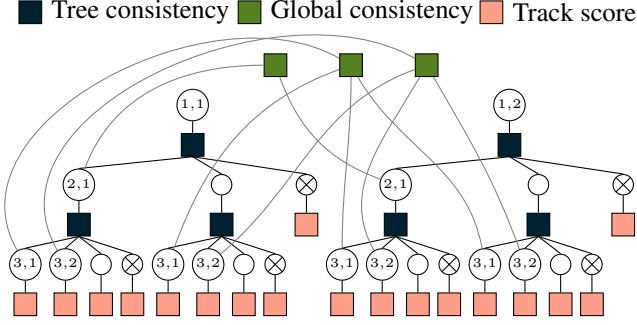 Tree consistency Global consistency Track score
1,1 1,2
2,1 2,1
3,1 3,2 3,1 3,2 3,1 3,2 3,1 3,2